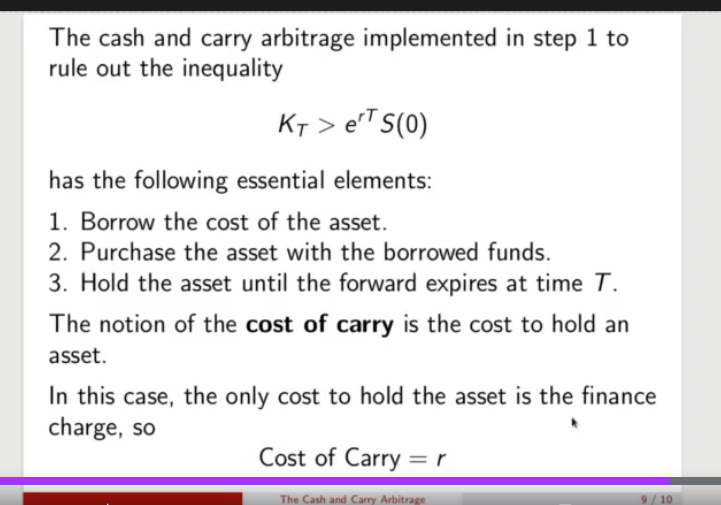 The cash and carry arbitrage implemented in step 1 to
rule out the inequality
K_T > e^{rT} S(0)
has the following essential elements:
1. Borrow the cost of the asset.
2. Purchase the asset with the borrowed funds.
3. Hold the asset until the forward expires at time T.
The notion of the cost of carry is the cost to hold an
asset.
In this case, the only cost to hold the asset is the finance
charge, so
Cost of Carry = r
The Cash and Carry Arbitrage
9 / 10